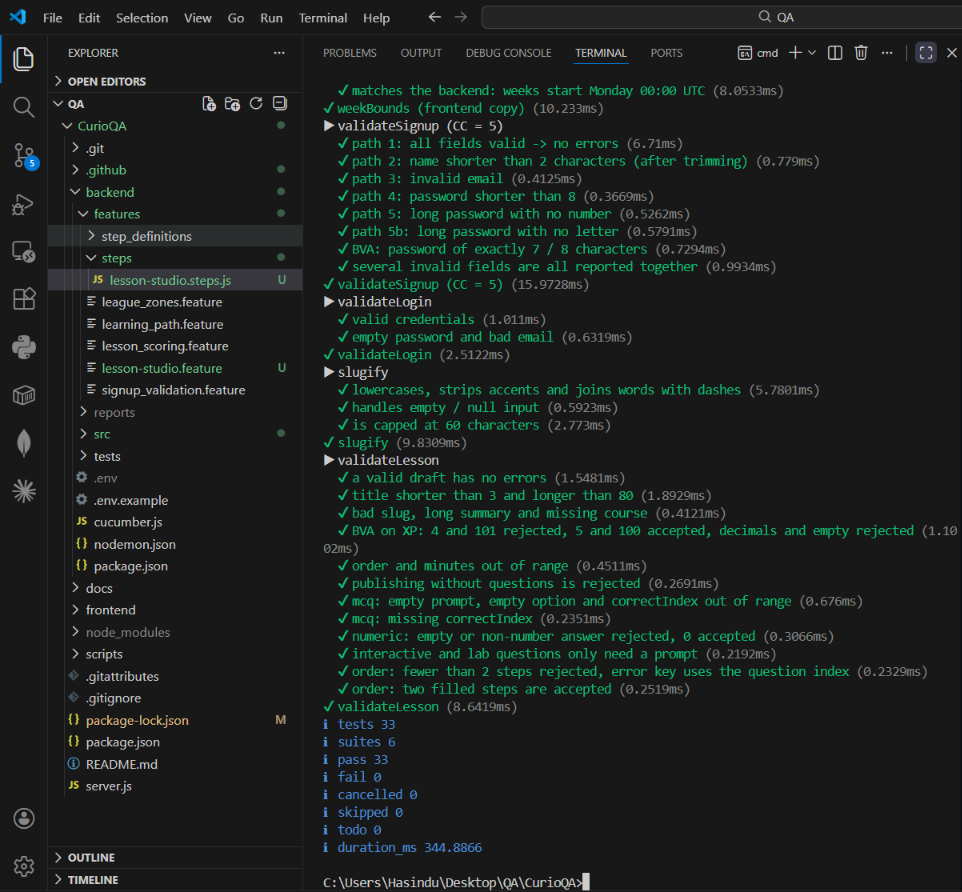 File Edit Selection View Go Run Terminal Help
QA
EXPLORER
OPEN EDITORS
QA
CurioQA
.git
.github
backend
features
step_definitions
steps
JS lesson-studio.steps.js U
league_zones.feature
learning_path.feature
lesson_scoring.feature
lesson-studio.feature U
signup_validation.feature
reports
src
tests
.env
.env.example
JS cucumber.js
{} nodemon.json
{} package.json
docs
frontend
node_modules
scripts
.gitattributes
.gitignore
{} package-lock.json M
{} package.json
README.md
JS server.js
OUTLINE
TIMELINE
5
PROBLEMS OUTPUT DEBUG CONSOLE TERMINAL PORTS
cmd
✓ matches the backend: weeks start Monday 00:00 UTC (8.0533ms)
✓ weekBounds (frontend copy) (10.233ms)
▶ validateSignup (CC = 5)
✓ path 1: all fields valid -> no errors (6.71ms)
✓ path 2: name shorter than 2 characters (after trimming) (0.779ms)
✓ path 3: invalid email (0.4125ms)
✓ path 4: password shorter than 8 (0.3669ms)
✓ path 5: long password with no number (0.5262ms)
✓ path 5b: long password with no letter (0.5791ms)
✓ BVA: password of exactly 7 / 8 characters (0.7294ms)
✓ several invalid fields are all reported together (0.9934ms)
✓ validateSignup (CC = 5) (15.9728ms)
▶ validateLogin
✓ valid credentials (1.011ms)
✓ empty password and bad email (0.6319ms)
✓ validateLogin (2.5122ms)
▶ slugify
✓ lowercases, strips accents and joins words with dashes (5.7801ms)
✓ handles empty / null input (0.5923ms)
✓ is capped at 60 characters (2.773ms)
✓ slugify (9.8309ms)
▶ validateLesson
✓ a valid draft has no errors (1.5481ms)
✓ title shorter than 3 and longer than 80 (1.8929ms)
✓ bad slug, long summary and missing course (0.4121ms)
✓ BVA on XP: 4 and 101 rejected, 5 and 100 accepted, decimals and empty rejected (1.10
02ms)
✓ order and minutes out of range (0.4511ms)
✓ publishing without questions is rejected (0.2691ms)
✓ mcq: empty prompt, empty option and correctIndex out of range (0.676ms)
✓ mcq: missing correctIndex (0.2351ms)
✓ numeric: empty or non-number answer rejected, 0 accepted (0.3066ms)
✓ interactive and lab questions only need a prompt (0.2192ms)
✓ order: fewer than 2 steps rejected, error key uses the question index (0.2329ms)
✓ order: two filled steps are accepted (0.2519ms)
✓ validateLesson (8.6419ms)
ℹ tests 33
ℹ suites 6
ℹ pass 33
ℹ fail 0
ℹ cancelled 0
ℹ skipped 0
ℹ todo 0
ℹ duration_ms 344.8866
C:\Users\Hasindu\Desktop\QA\CurioQA>